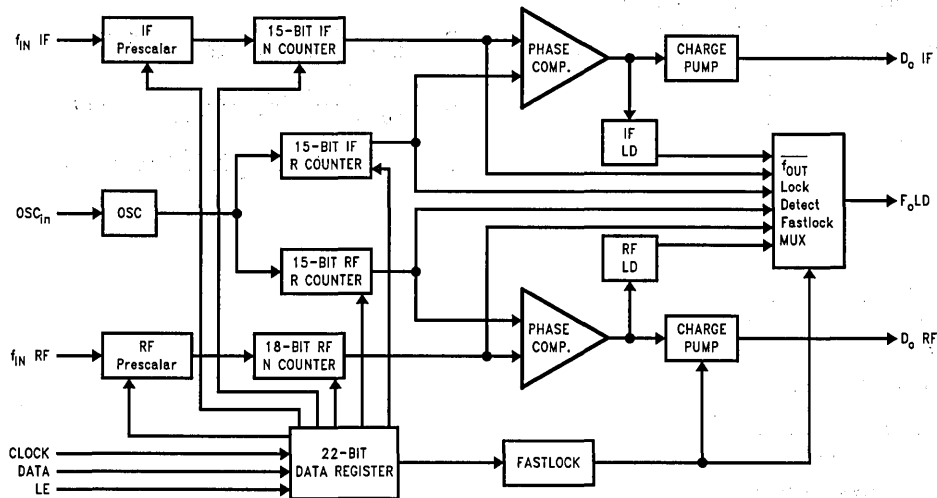 f_IN IF
IF
Prescalar
15-BIT IF
N COUNTER
PHASE
COMP.
CHARGE
PUMP
D_o IF
IF
LD
15-BIT IF
R COUNTER
OSC_in
OSC
f_OUT
Lock
Detect
Fastlock
MUX
F_oLD
15-BIT RF
R COUNTER
RF
LD
f_IN RF
RF
Prescalar
18-BIT RF
N COUNTER
PHASE
COMP.
CHARGE
PUMP
D_o RF
CLOCK
DATA
LE
22-BIT
DATA REGISTER
FASTLOCK